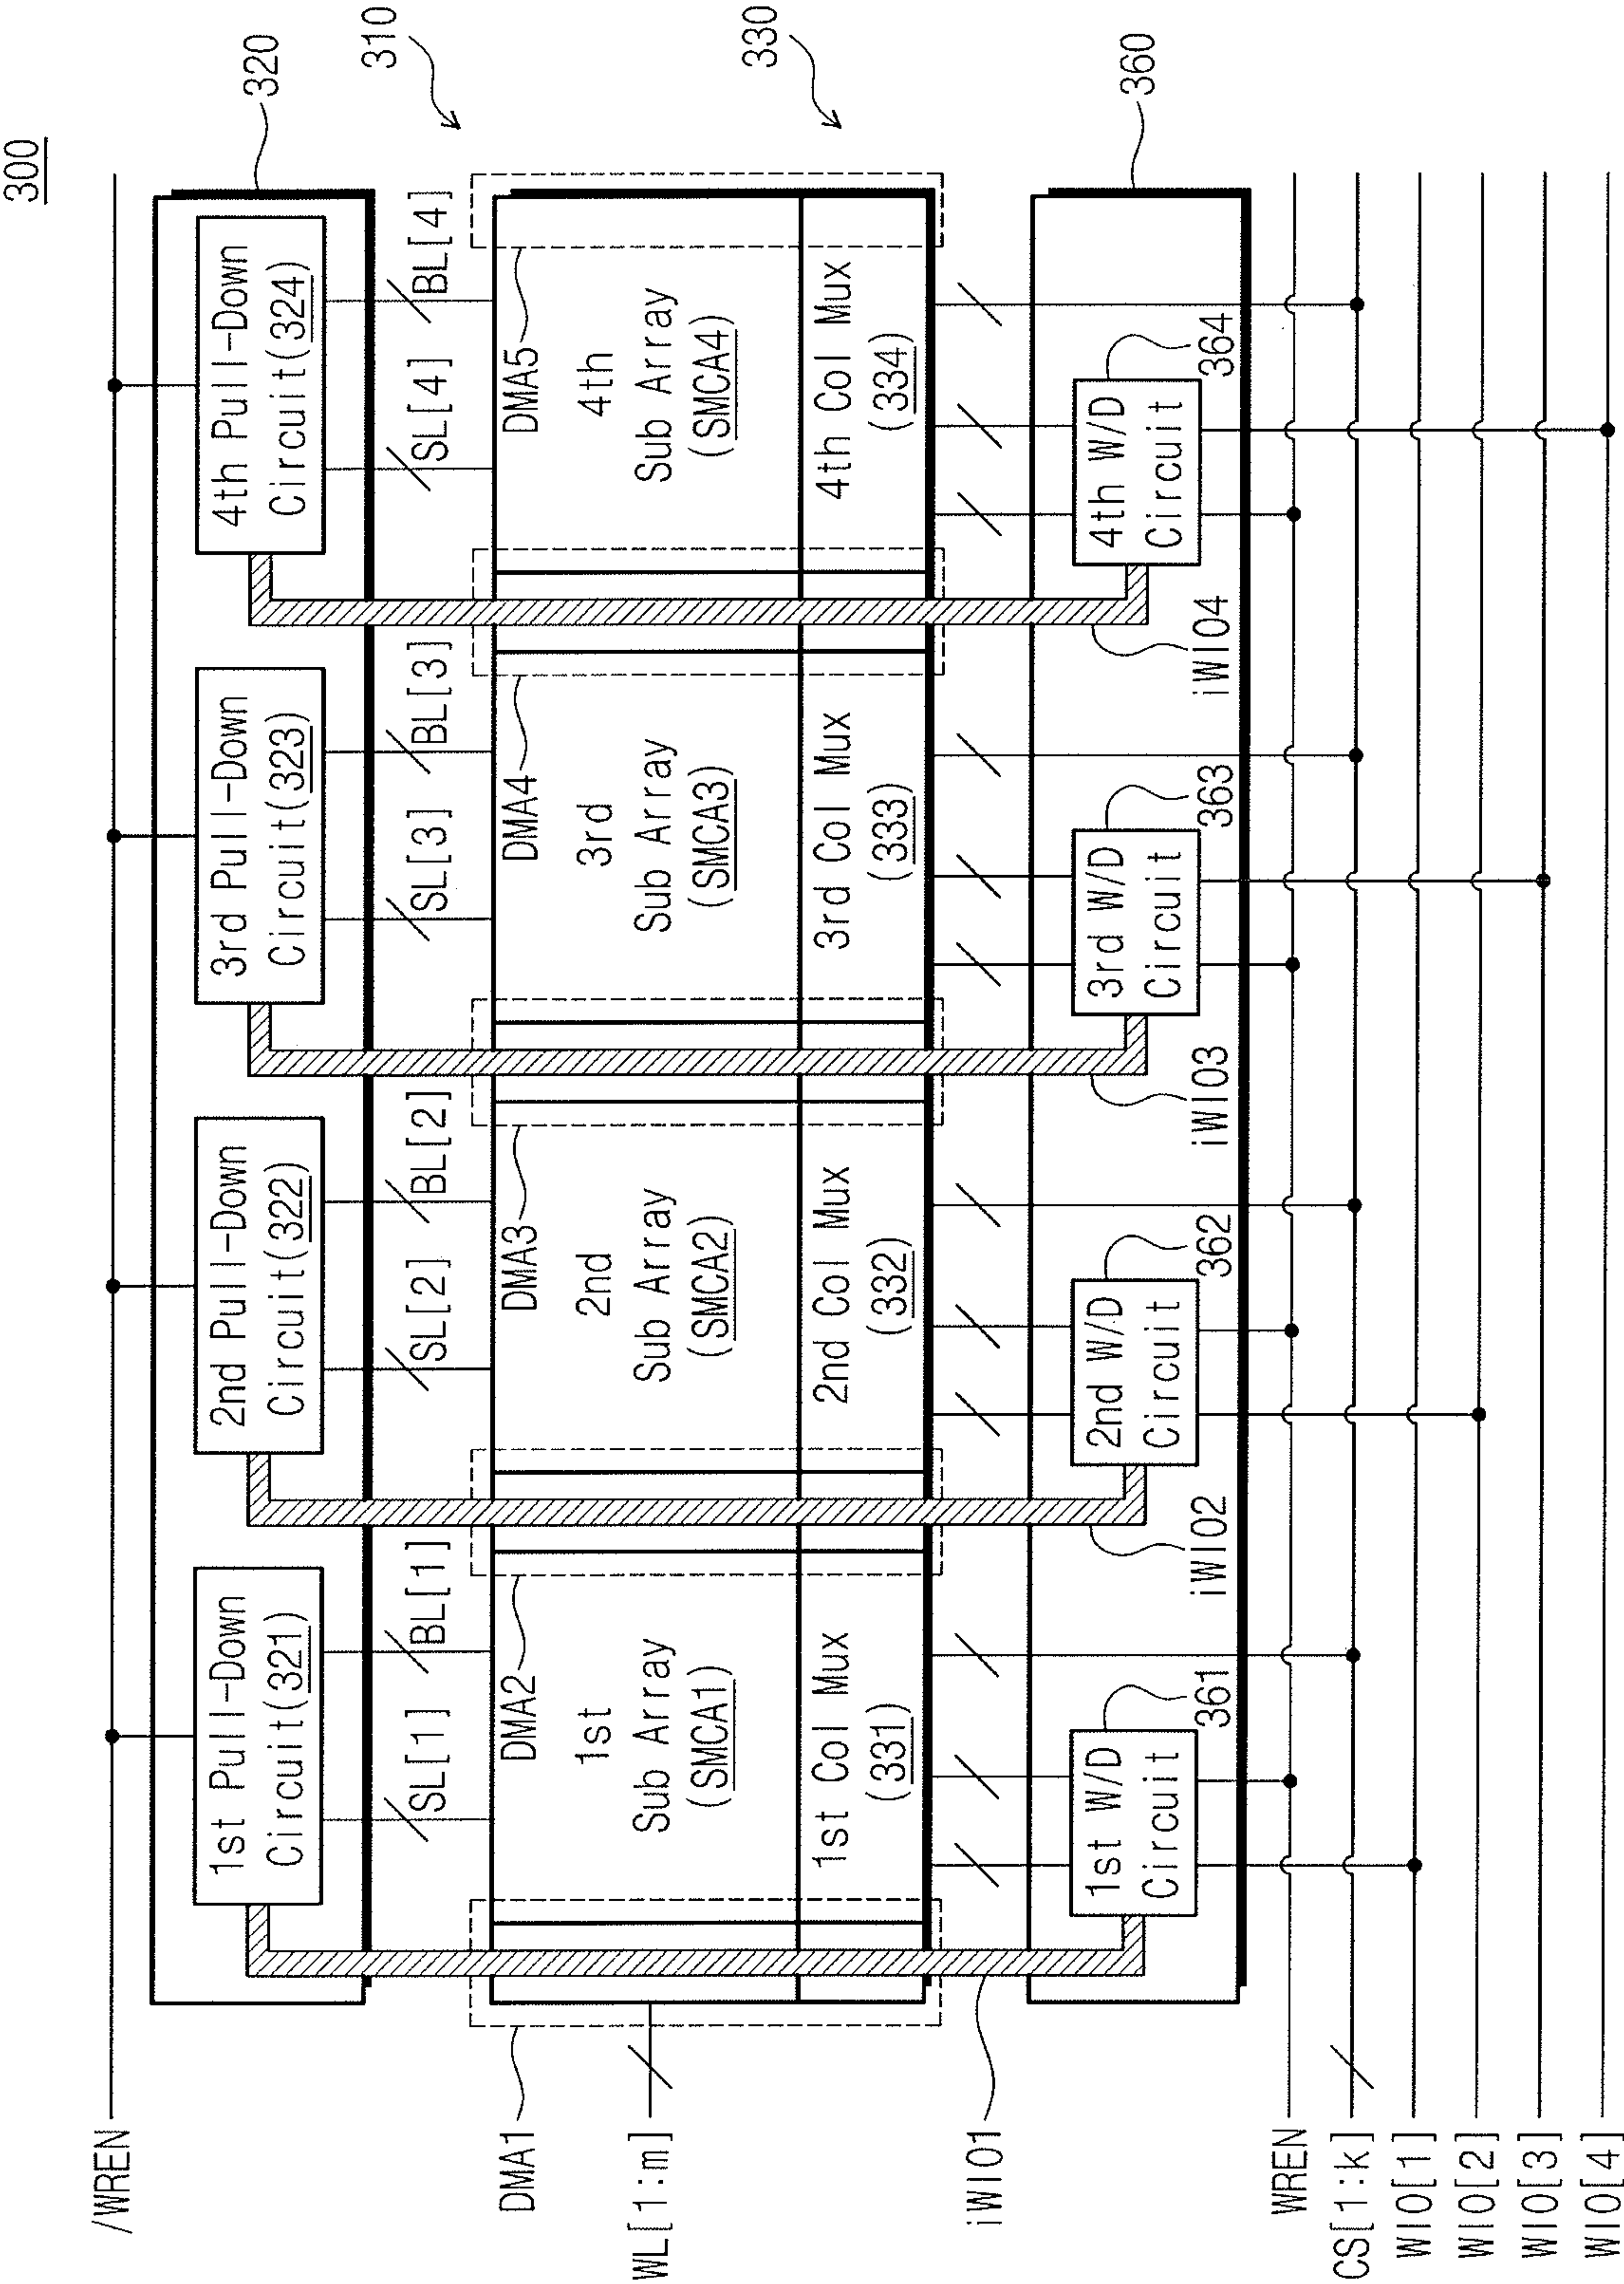 300
320
310
330
360
/WREN
1st Pull-Down
Circuit(321)
2nd Pull-Down
Circuit(322)
3rd Pull-Down
Circuit(323)
4th Pull-Down
Circuit(324)
SL[1]
BL[1]
SL[2]
BL[2]
SL[3]
BL[3]
SL[4]
BL[4]
DMA1
DMA2
DMA3
DMA4
DMA5
WL[1:m]
1st
Sub Array
(SMCA1)
2nd
Sub Array
(SMCA2)
3rd
Sub Array
(SMCA3)
4th
Sub Array
(SMCA4)
1st Col Mux
(331)
2nd Col Mux
(332)
3rd Col Mux
(333)
4th Col Mux
(334)
iWIO1
1st W/D
Circuit
361
iWIO2
2nd W/D
Circuit
362
iWIO3
3rd W/D
Circuit
363
iWIO4
4th W/D
Circuit
364
WREN
CS[1:k]
WIO[1]
WIO[2]
WIO[3]
WIO[4]